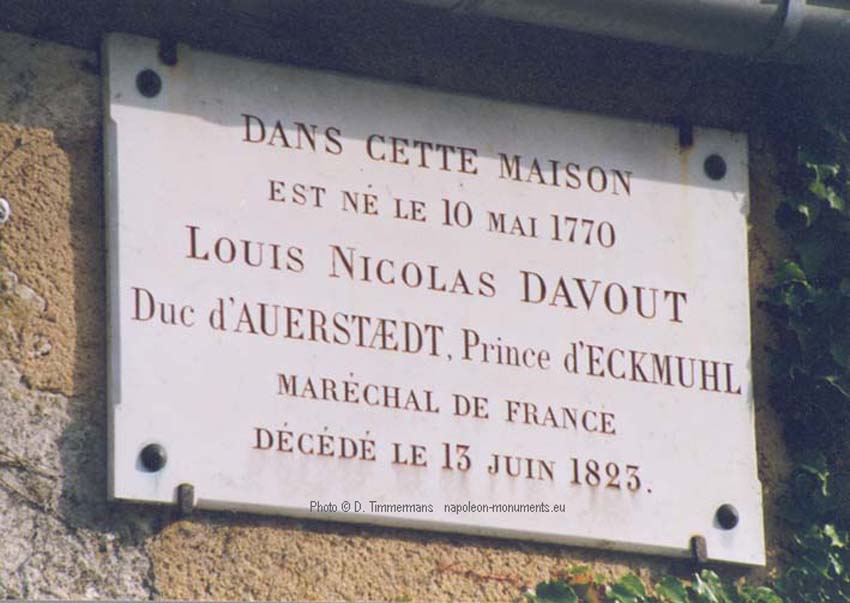 DANS CETTE MAISON
EST NÉ LE 10 MAI 1770
LOUIS NICOLAS DAVOUT
Duc d'AUERSTÆDT, Prince d'ECKMUHL
MARÉCHAL DE FRANCE
DÉCÉDÉ LE 13 JUIN 1823.
Photo © D. Timmermans napoleon-monuments.eu